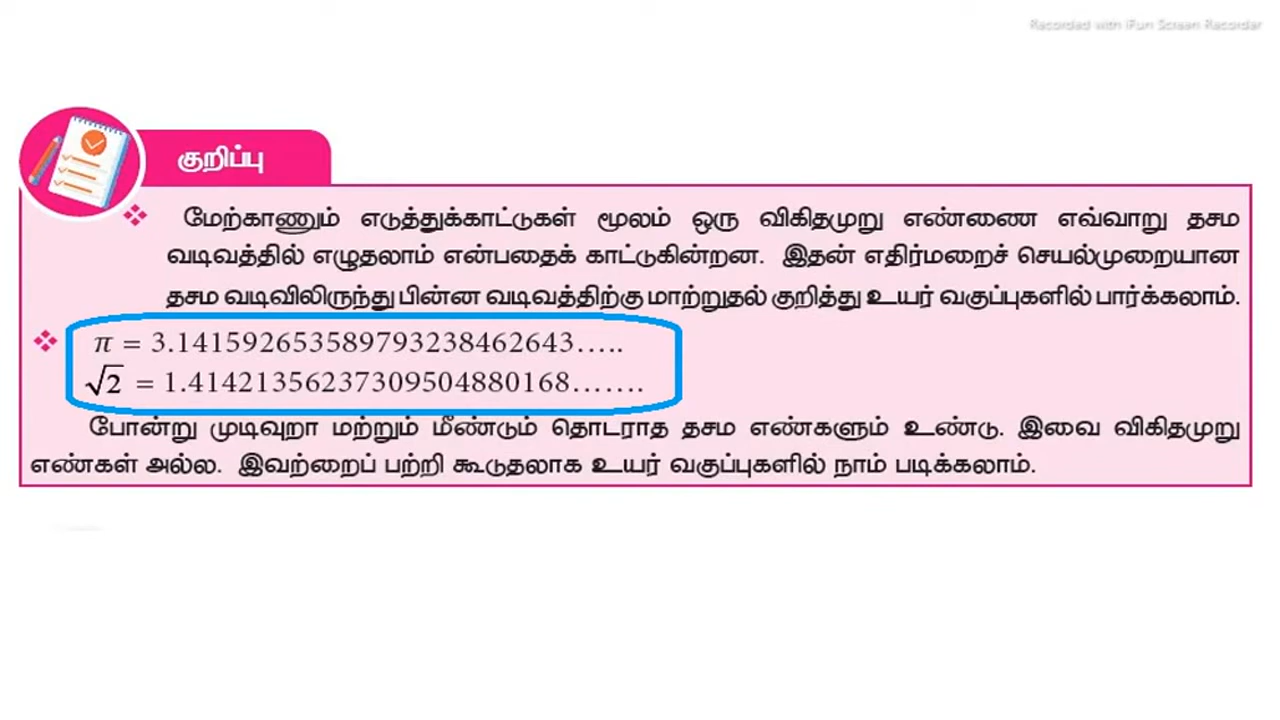 Recorded with iFun Screen Recorder
குறிப்பு
மேற்காணும் எடுத்துக்காட்டுகள் மூலம் ஒரு விகிதமுறு எண்ணை எவ்வாறு தசம
வடிவத்தில் எழுதலாம் என்பதைக் காட்டுகின்றன. இதன் எதிர்மறைச் செயல்முறையான
தசம வடிவிலிருந்து பின்ன வடிவத்திற்கு மாற்றுதல் குறித்து உயர் வகுப்புகளில் பார்க்கலாம்.
π = 3.14159265358979323846264​3.....
√2 = 1.41421356237309504880168.......
போன்று முடிவுறா மற்றும் மீண்டும் தொடராத தசம எண்களும் உண்டு. இவை விகிதமுறு
எண்கள் அல்ல. இவற்றைப் பற்றி கூடுதலாக உயர் வகுப்புகளில் நாம் படிக்கலாம்.